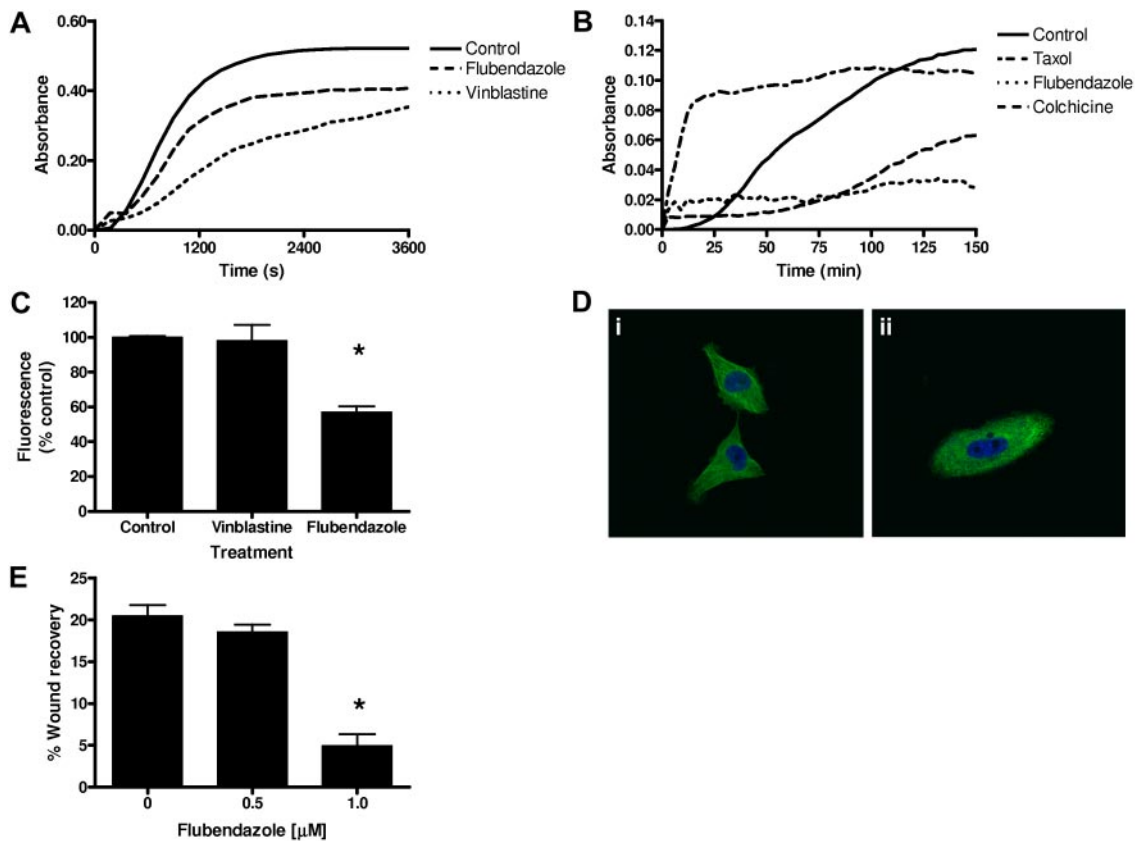 A
0.60
0.40
0.20
0.00
Absorbance
0 1200 2400 3600
Time (s)
Control
Flubendazole
Vinblastine
B
0.14
0.12
0.10
0.08
0.06
0.04
0.02
0.00
Absorbance
0 25 50 75 100 125 150
Time (min)
Control
Taxol
Flubendazole
Colchicine
C
120
100
80
60
40
20
0
Fluorescence
(% control)
*
Control Vinblastine Flubendazole
Treatment
D
i
ii
E
25
20
15
10
5
0
% Wound recovery
*
0 0.5 1.0
Flubendazole [µM]